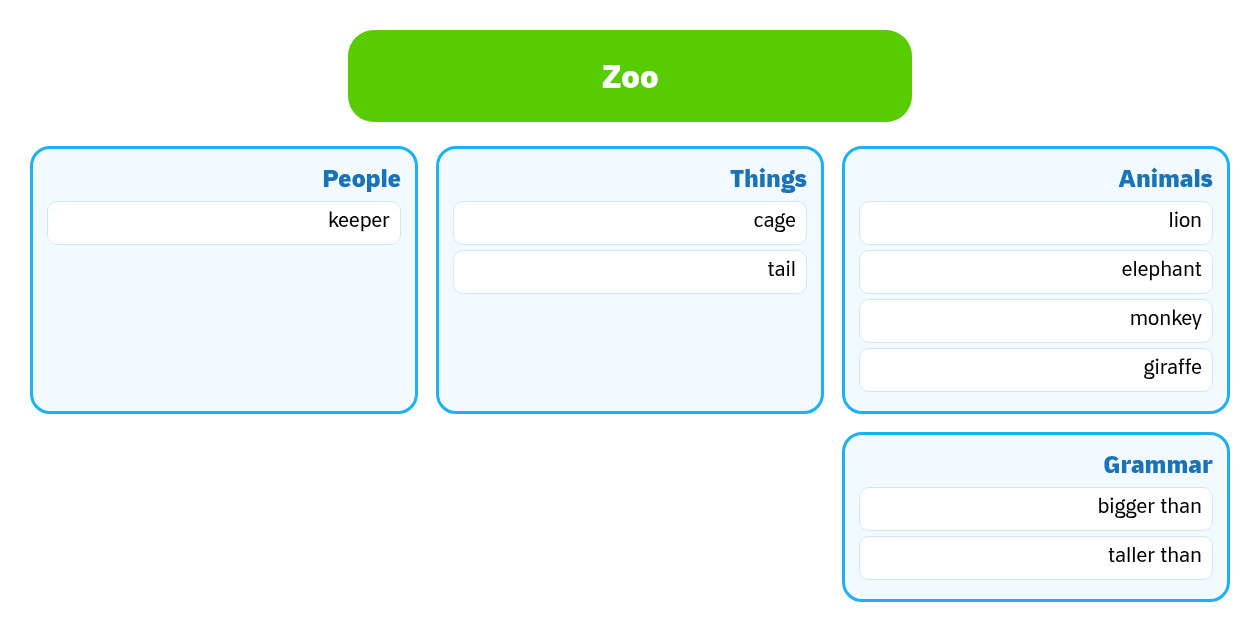 Zoo
Animals
lion
elephant
monkey
giraffe
Things
cage
tail
People
keeper
Grammar
bigger than
taller than